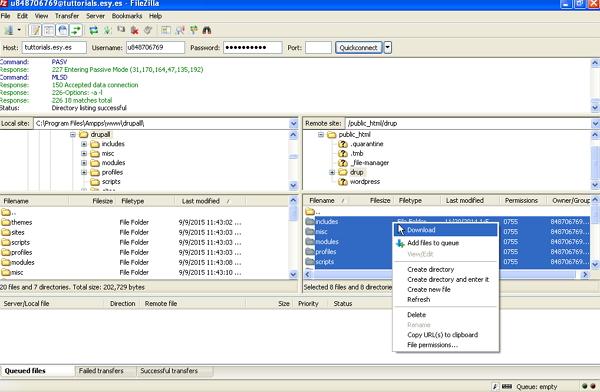 u848706769@tuttorials.esy.es - FileZilla
File Edit View Transfer Server Bookmarks Help
Host: tuttorials.esy.es Username: u848706769 Password: ●●●●●●●●●● Port: Quickconnect
Command: PASV
Response: 227 Entering Passive Mode (31,170,164,47,135,192)
Command: MLSD
Response: 150 Accepted data connection
Response: 226-Options: -a -l
Response: 226 18 matches total
Status: Directory listing successful
Local site: C:\Program Files\Ampps\www\drupall\
Remote site: /public_html/drup
drupall
includes
misc
modules
profiles
scripts
public_html
.quarantine
.tmb
_file-manager
drup
wordpress
Filename Filesize Filetype Last modified
..
themes File Folder 9/9/2015 11:43:02 ...
sites File Folder 9/9/2015 11:43:03 ...
scripts File Folder 9/9/2015 11:43:03 ...
profiles File Folder 9/9/2015 11:43:03 ...
modules File Folder 9/9/2015 11:43:08 ...
misc File Folder 9/9/2015 11:43:10 ...
20 files and 7 directories. Total size: 202,729 bytes
Filename Filesize Filetype Last modified Permissions Owner/Group
..
includes File Folder 0755 848706769...
misc 0755 848706769...
modules 0755 848706769...
profiles 0755 848706769...
scripts 0755 848706769...
Selected 8 files and 8 directories.
Download
Add files to queue
View/Edit
Create directory
Create directory and enter it
Create new file
Refresh
Delete
Rename
Copy URL(s) to clipboard
File permissions...
Server/Local file Direction Remote file Size Priority Status
Queued files Failed transfers Successful transfers
Queue: empty